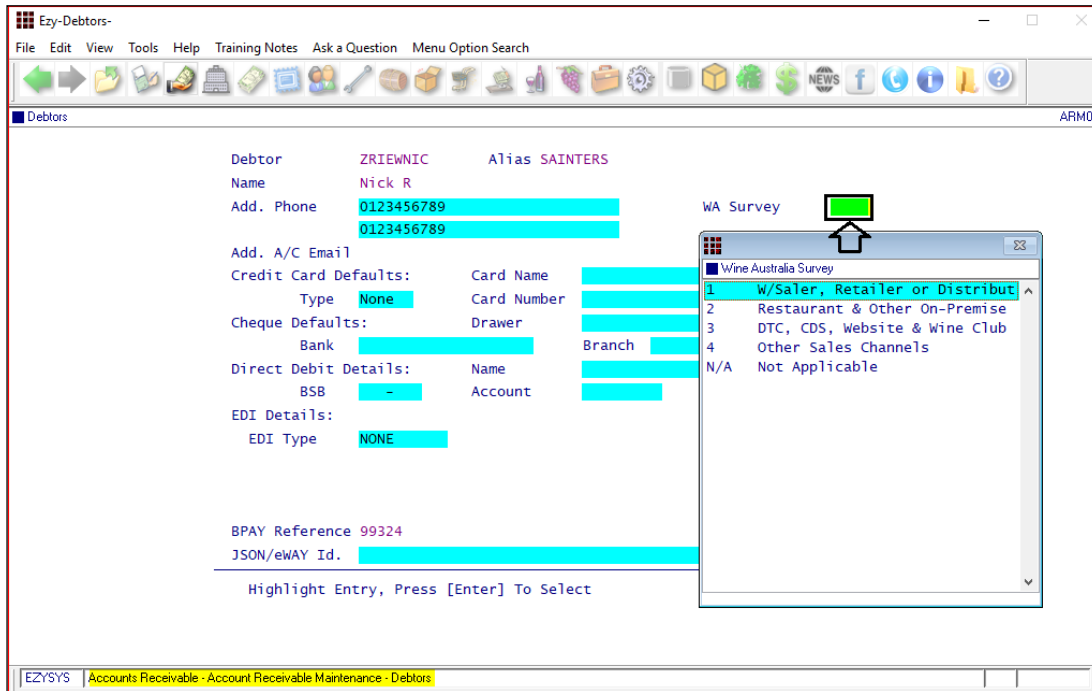 Ezy-Debtors-
File Edit View Tools Help Training Notes Ask a Question Menu Option Search
NEWS f i ?
Debtors ARM0
Debtor ZRIEWNIC Alias SAINTERS
Name Nick R
Add. Phone 0123456789 WA Survey
0123456789
Add. A/C Email
Credit Card Defaults: Card Name
Type None Card Number
Cheque Defaults: Drawer
Bank Branch
Direct Debit Details: Name
BSB - Account
EDI Details:
EDI Type NONE
BPAY Reference 99324
JSON/eWAY Id.
Highlight Entry, Press [Enter] To Select
Wine Australia Survey
1 W/Saler, Retailer or Distribut
2 Restaurant & Other On-Premise
3 DTC, CDS, Website & Wine Club
4 Other Sales Channels
N/A Not Applicable
EZYSYS Accounts Receivable - Account Receivable Maintenance - Debtors